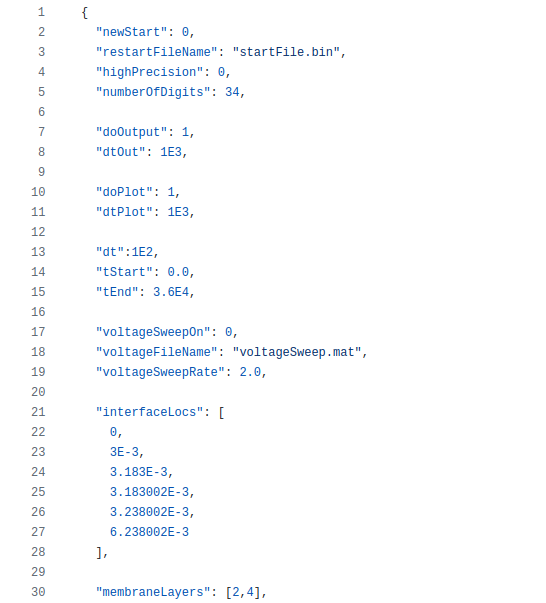 1 {
2 "newStart": 0,
3 "restartFileName": "startFile.bin",
4 "highPrecision": 0,
5 "numberOfDigits": 34,
6
7 "doOutput": 1,
8 "dtOut": 1E3,
9
10 "doPlot": 1,
11 "dtPlot": 1E3,
12
13 "dt":1E2,
14 "tStart": 0.0,
15 "tEnd": 3.6E4,
16
17 "voltageSweepOn": 0,
18 "voltageFileName": "voltageSweep.mat",
19 "voltageSweepRate": 2.0,
20
21 "interfaceLocs": [
22 0,
23 3E-3,
24 3.183E-3,
25 3.183002E-3,
26 3.238002E-3,
27 6.238002E-3
28 ],
29
30 "membraneLayers": [2,4],